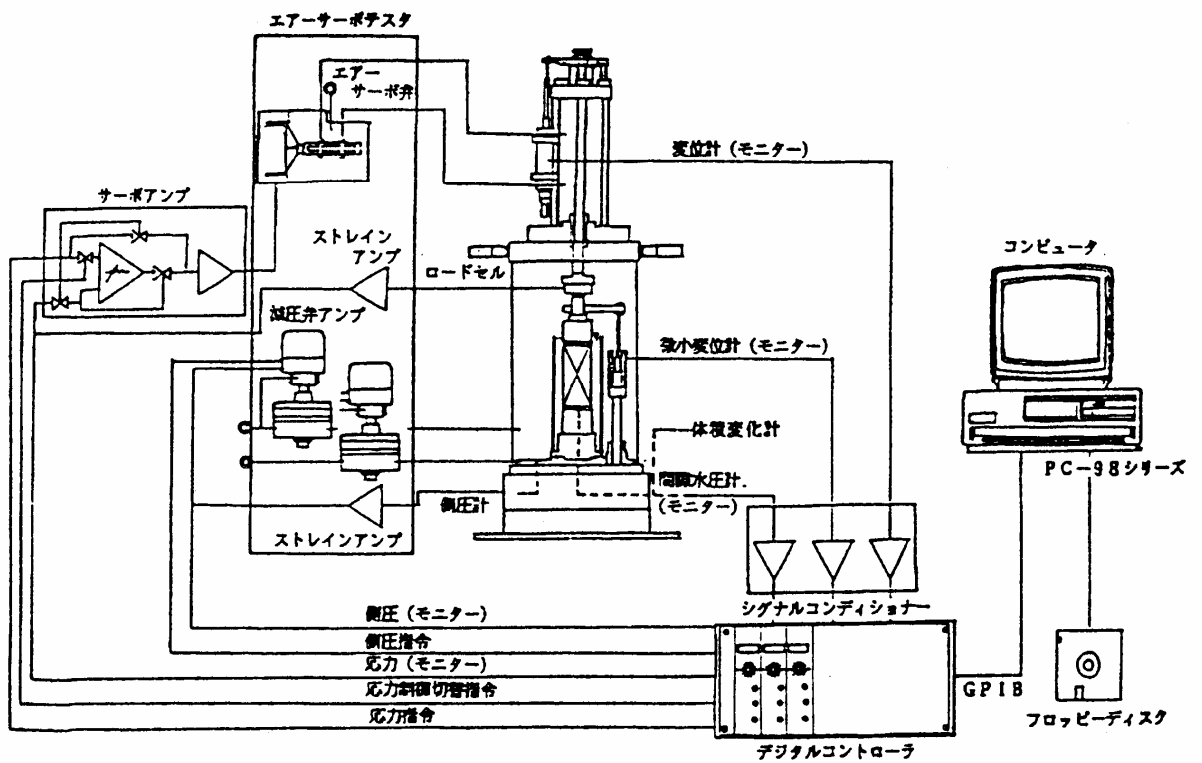 エアーサーボテスタ
エアー
サーボ弁
変位計（モニター）
サーボアンプ
ストレイン
アンプ
ロードセル
コンピュータ
減圧弁アンプ
微小変位計（モニター）
体積変化計
PC－98シリーズ
間隙水圧計.
（モニター）
側圧計
ストレインアンプ
シグナルコンディショナー
側圧（モニター）
側圧指令
応力（モニター）
応力制御切替指令
応力指令
GPIB
フロッピーディスク
デジタルコントローラ